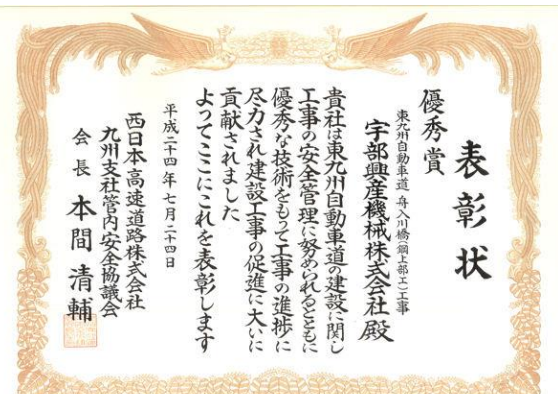 表彰状
優秀賞
東九州自動車道 舟入川橋(鋼上部工)工事
宇部興産機械株式会社 殿
貴社は東九州自動車道の建設に関し
工事の安全管理に努められるとともに
優秀な技術をもって工事の進捗に
尽力され建設工事の促進に大いに
貢献されました
よってここにこれを表彰します
平成二十四年七月二十四日
西日本高速道路株式会社
九州支社管内安全協議会
会長 本間清輔